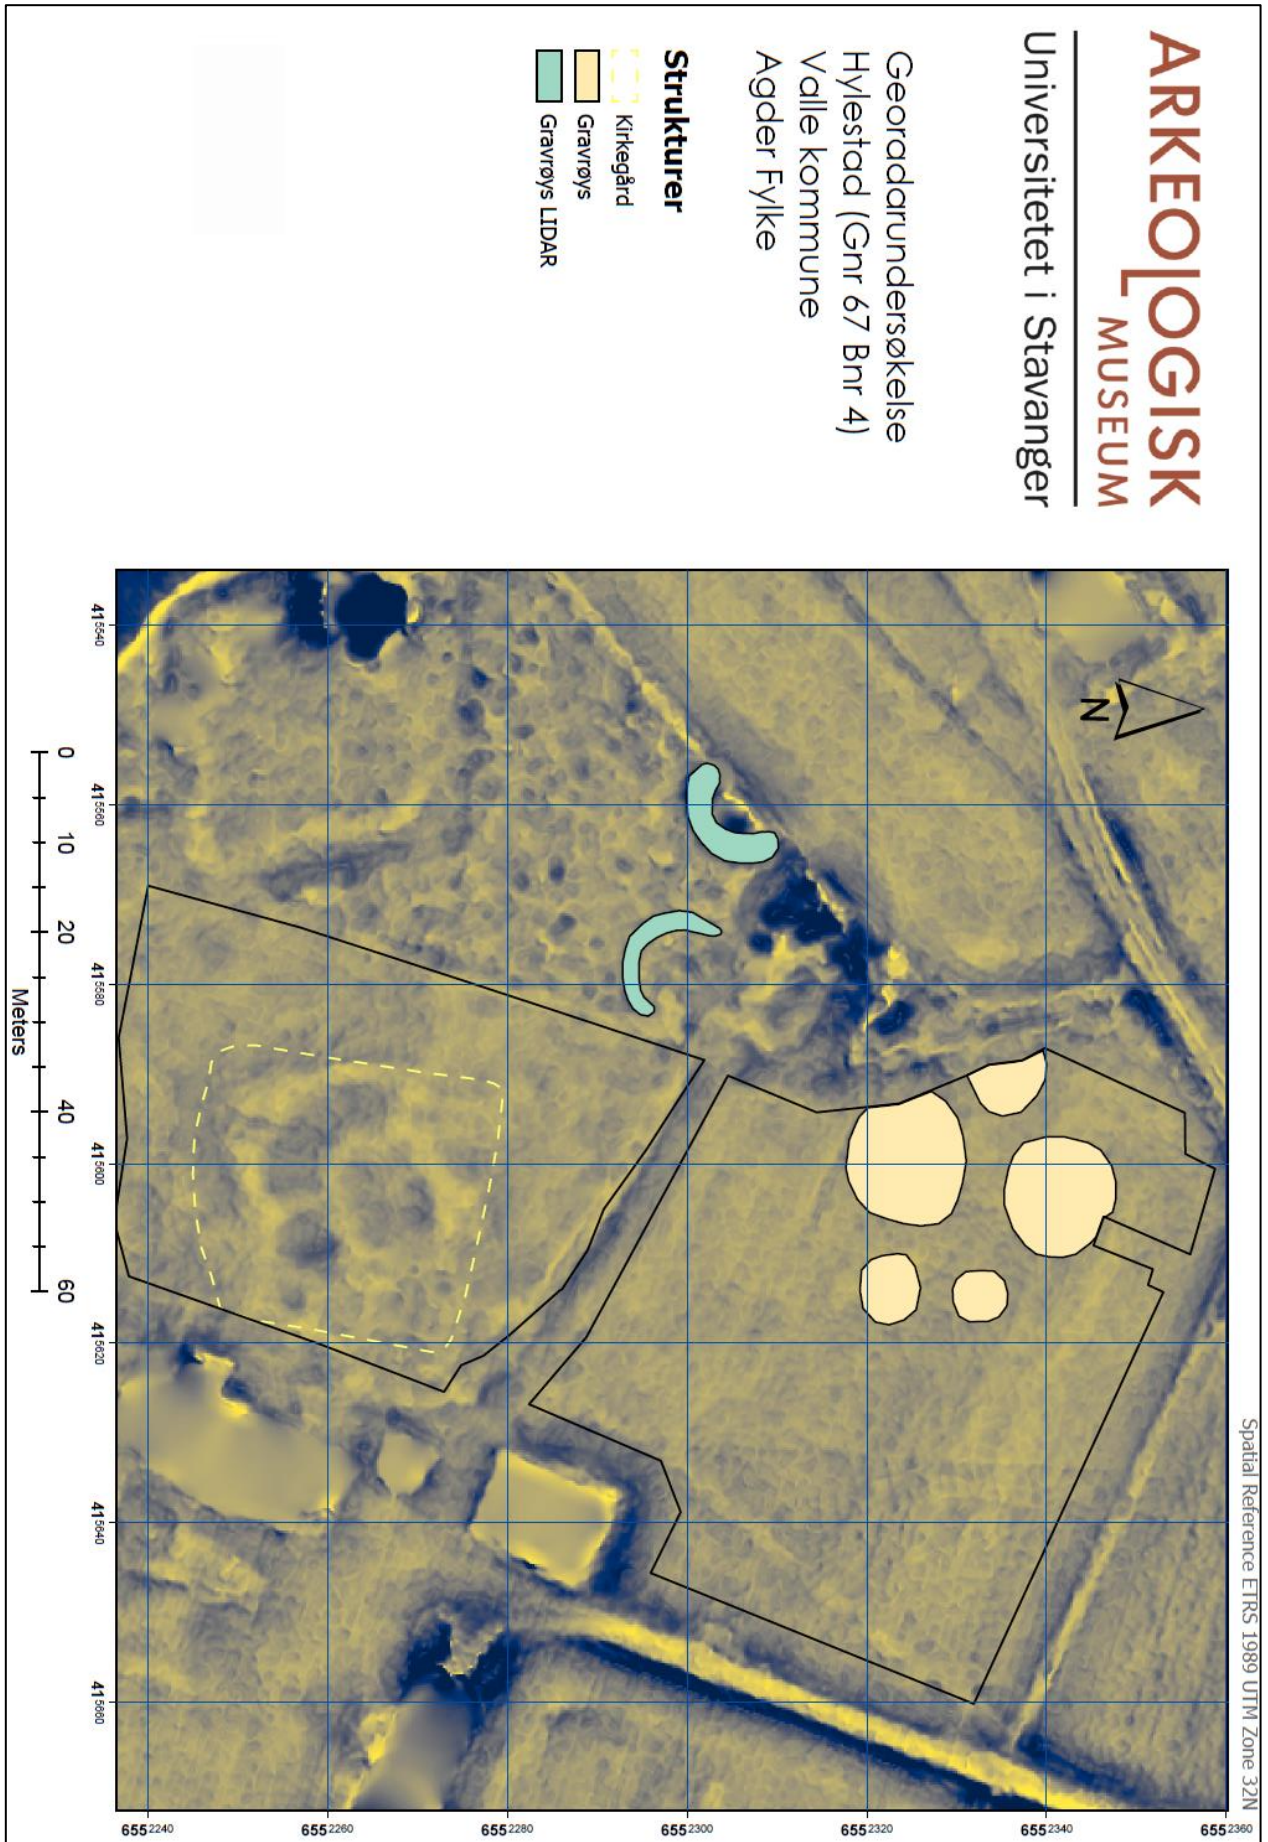 ARKEOLOGISK
MUSEUM
Universitetet i Stavanger
Georadarundersøkelse
Hylestad (Gnr 67 Bnr 4)
Valle kommune
Agder Fylke
Strukturer
Kirkegård
Gravrøys
Gravrøys LIDAR
Spatial Reference ETRS 1989 UTM Zone 32N
N
6552360
6552340
6552320
6552300
6552280
6552260
6552240
415540
415560
415580
415600
415620
415640
415660
0 10 20 40 60
Meters